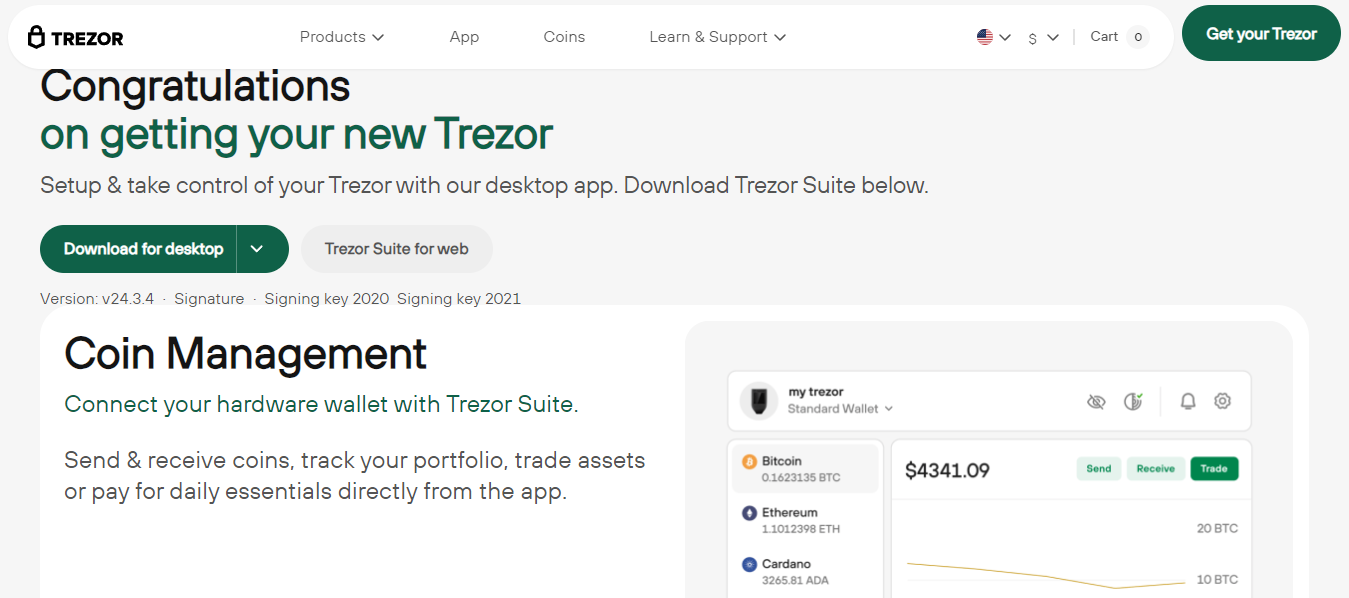 TREZOR
Products
App
Coins
Learn & Support
$
Cart 0
Get your Trezor
Congratulations
on getting your new Trezor
Setup & take control of your Trezor with our desktop app. Download Trezor Suite below.
Download for desktop
Trezor Suite for web
Version: v24.3.4 · Signature · Signing key 2020 Signing key 2021
Coin Management
Connect your hardware wallet with Trezor Suite.
Send & receive coins, track your portfolio, trade assets
or pay for daily essentials directly from the app.
my trezor
Standard Wallet
Bitcoin
0.1623135 BTC
Ethereum
1.1012398 ETH
Cardano
3265.81 ADA
$4341.09
Send
Receive
Trade
20 BTC
10 BTC